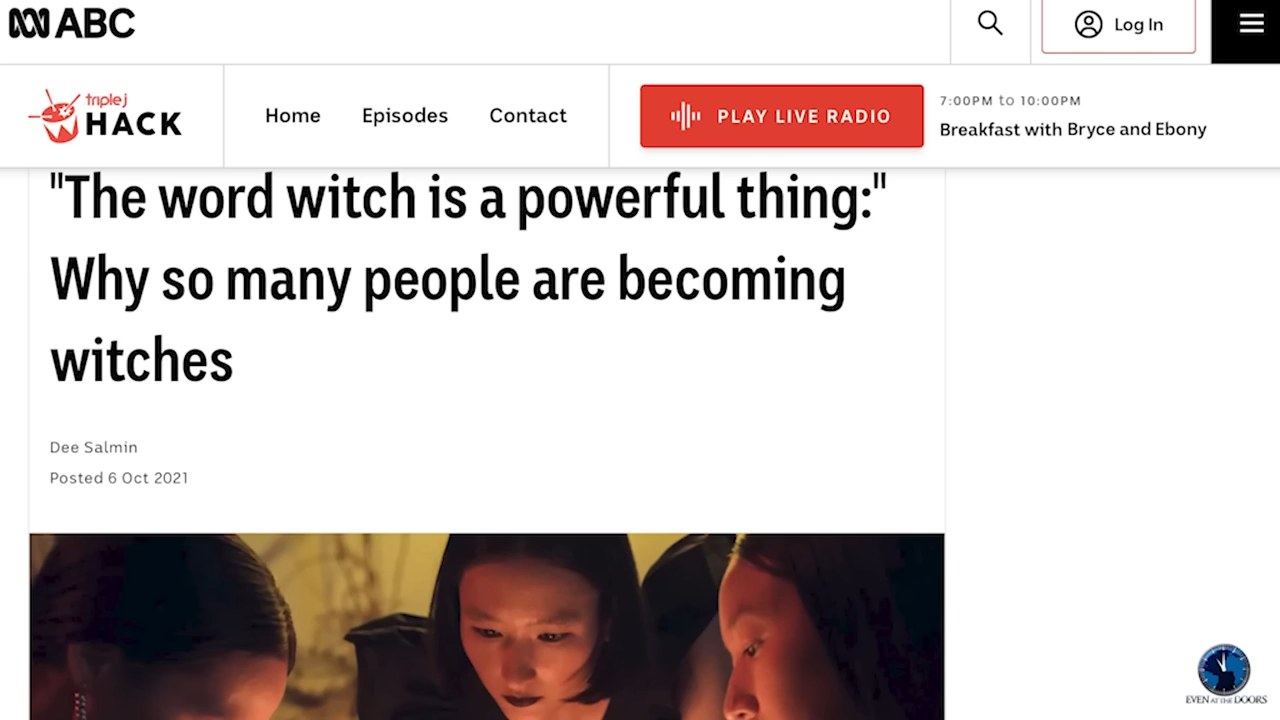 ABC
Log In
triple j
HACK
Home
Episodes
Contact
PLAY LIVE RADIO
7:00PM to 10:00PM
Breakfast with Bryce and Ebony
"The word witch is a powerful thing:"
Why so many people are becoming
witches
Dee Salmin
Posted 6 Oct 2021
EVEN AT THE DOORS